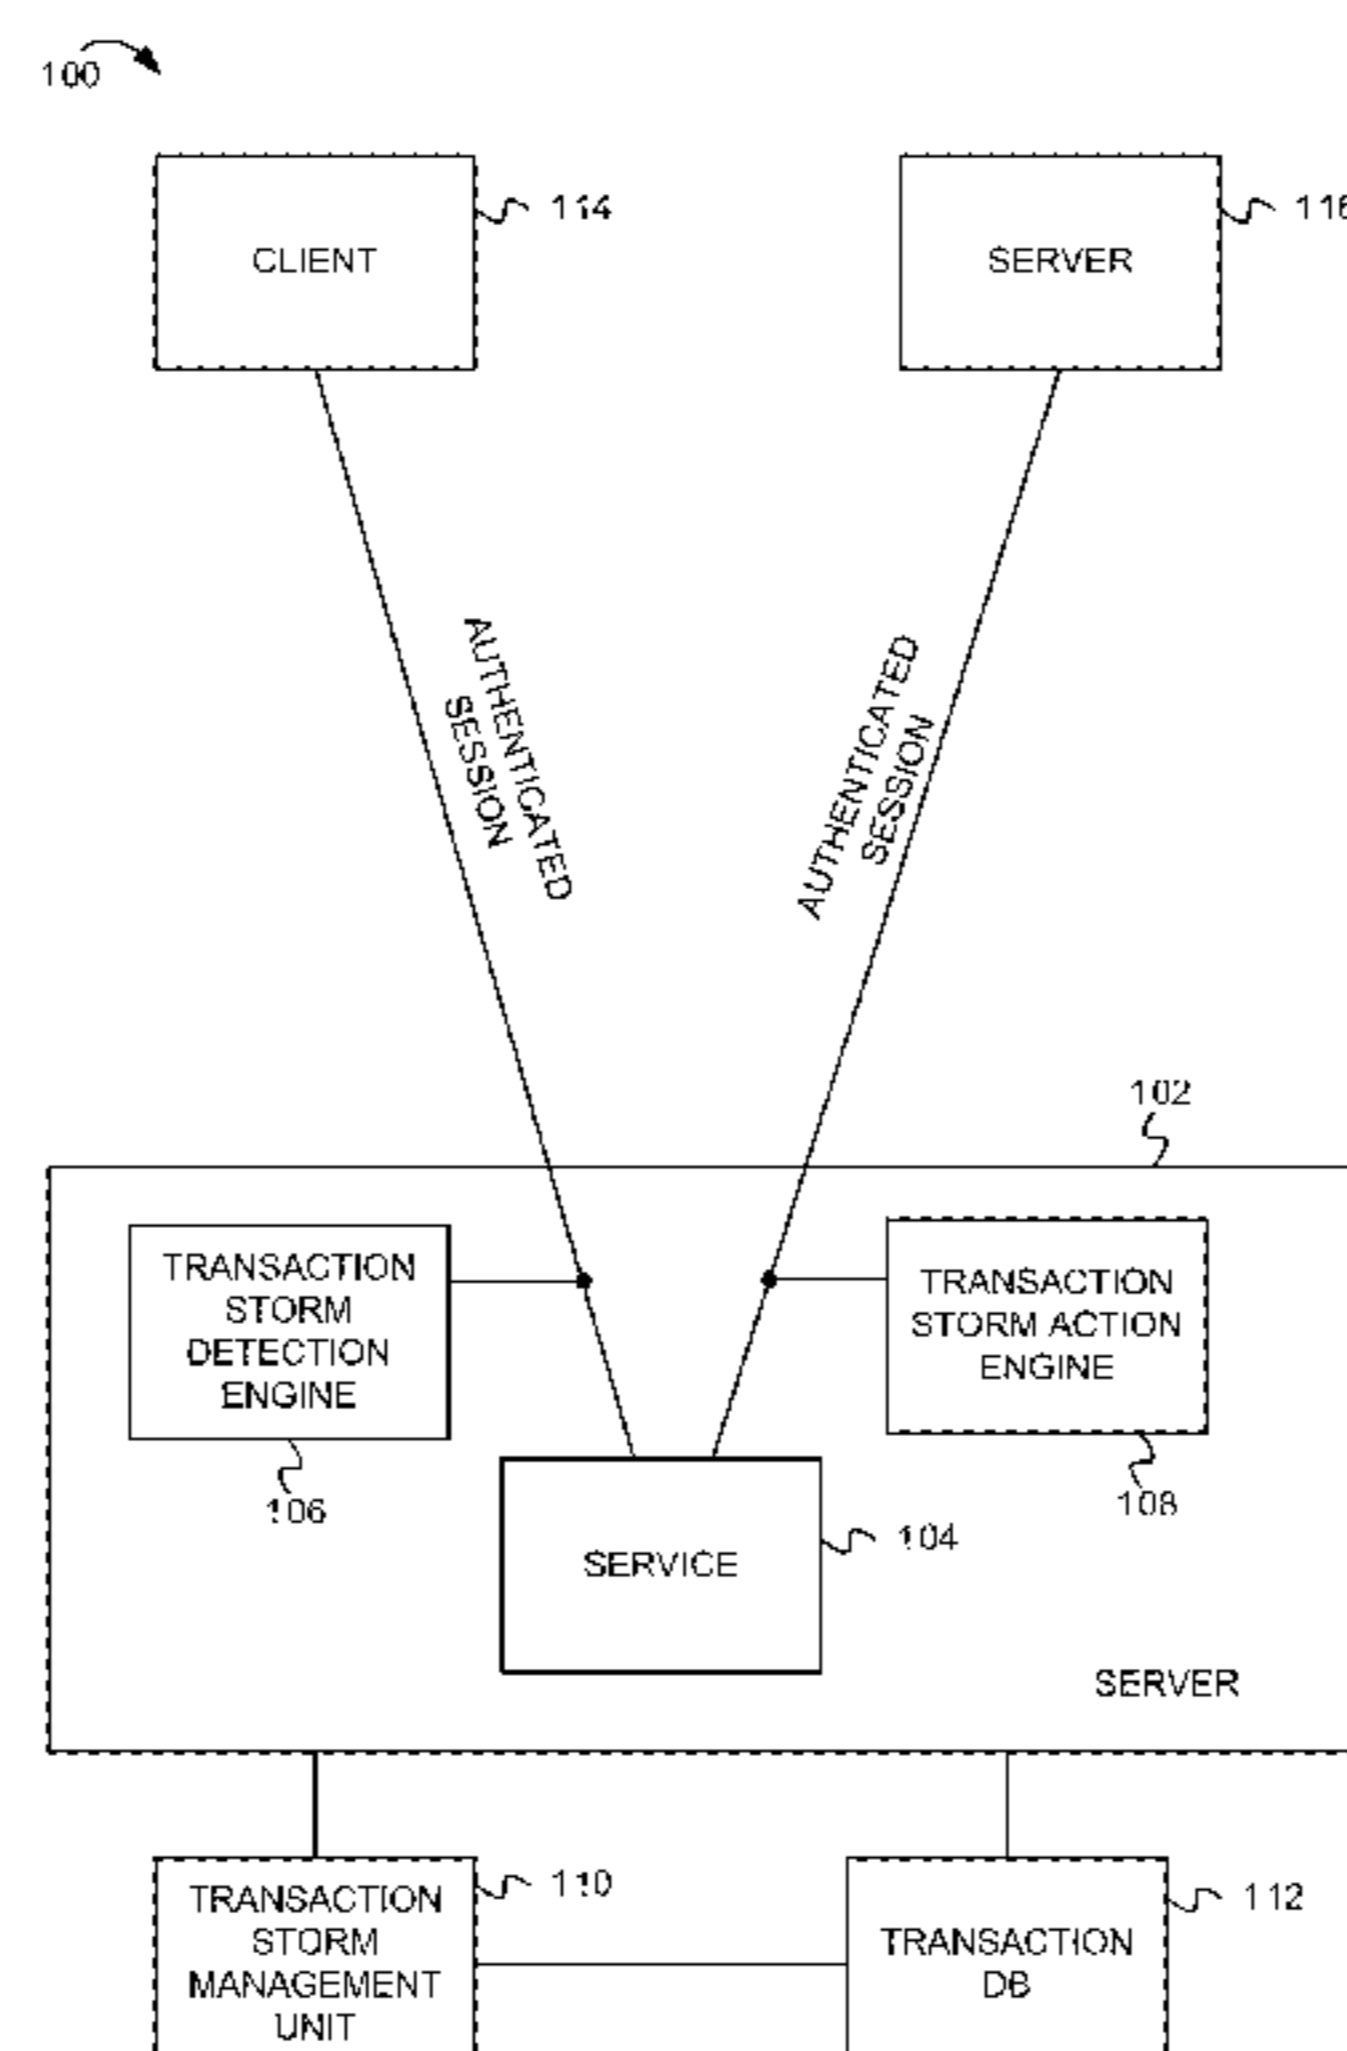 100
114
CLIENT
SERVER
AUTHENTICATED
SESSION
AUTHENTICATED
SESSION
102
TRANSACTION
STORM
DETECTION
ENGINE
106
TRANSACTION
STORM ACTION
ENGINE
108
SERVICE
104
SERVER
TRANSACTION
STORM
MANAGEMENT
UNIT
110
TRANSACTION
DB
112